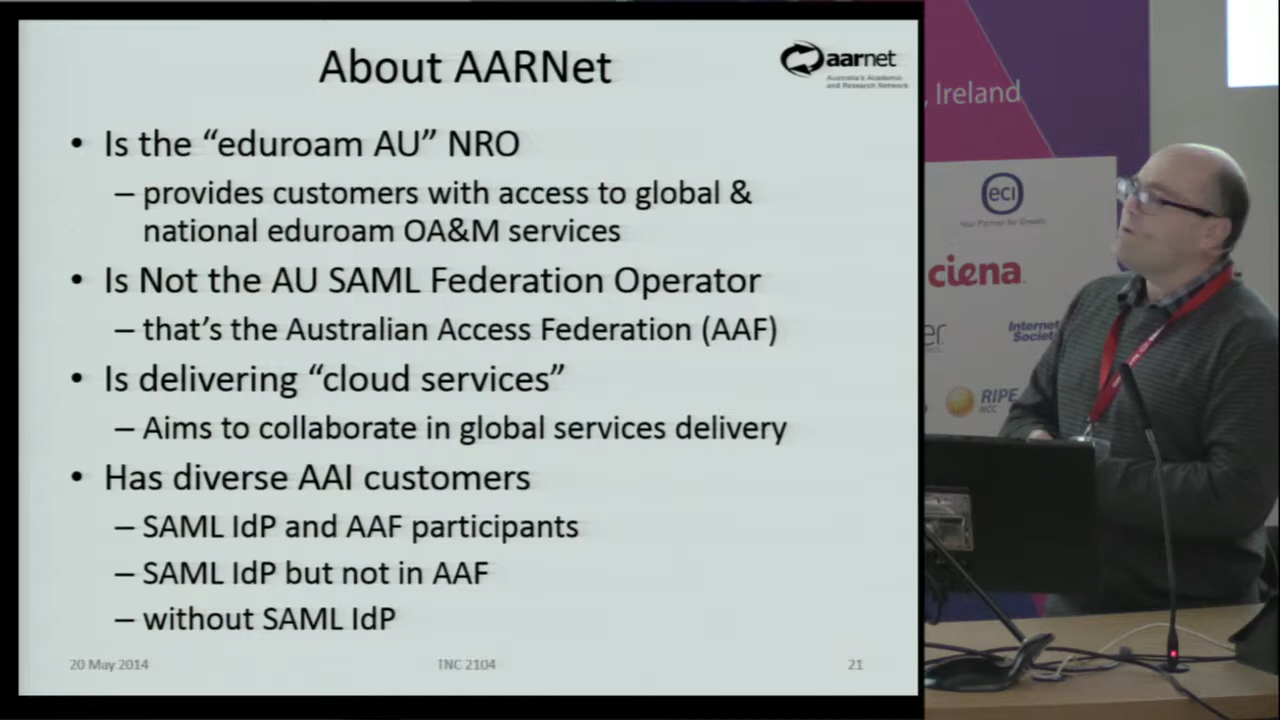 About AARNet
aarnet
Australia's Academic
and Research Network
• Is the “eduroam AU” NRO
– provides customers with access to global &
national eduroam OA&M services
• Is Not the AU SAML Federation Operator
– that’s the Australian Access Federation (AAF)
• Is delivering “cloud services”
– Aims to collaborate in global services delivery
• Has diverse AAI customers
– SAML IdP and AAF participants
– SAML IdP but not in AAF
– without SAML IdP
20 May 2014
TNC 2104
21
, Ireland
eci
Your Partner for Growth
ciena
Internet
Society
RIPE
NCC